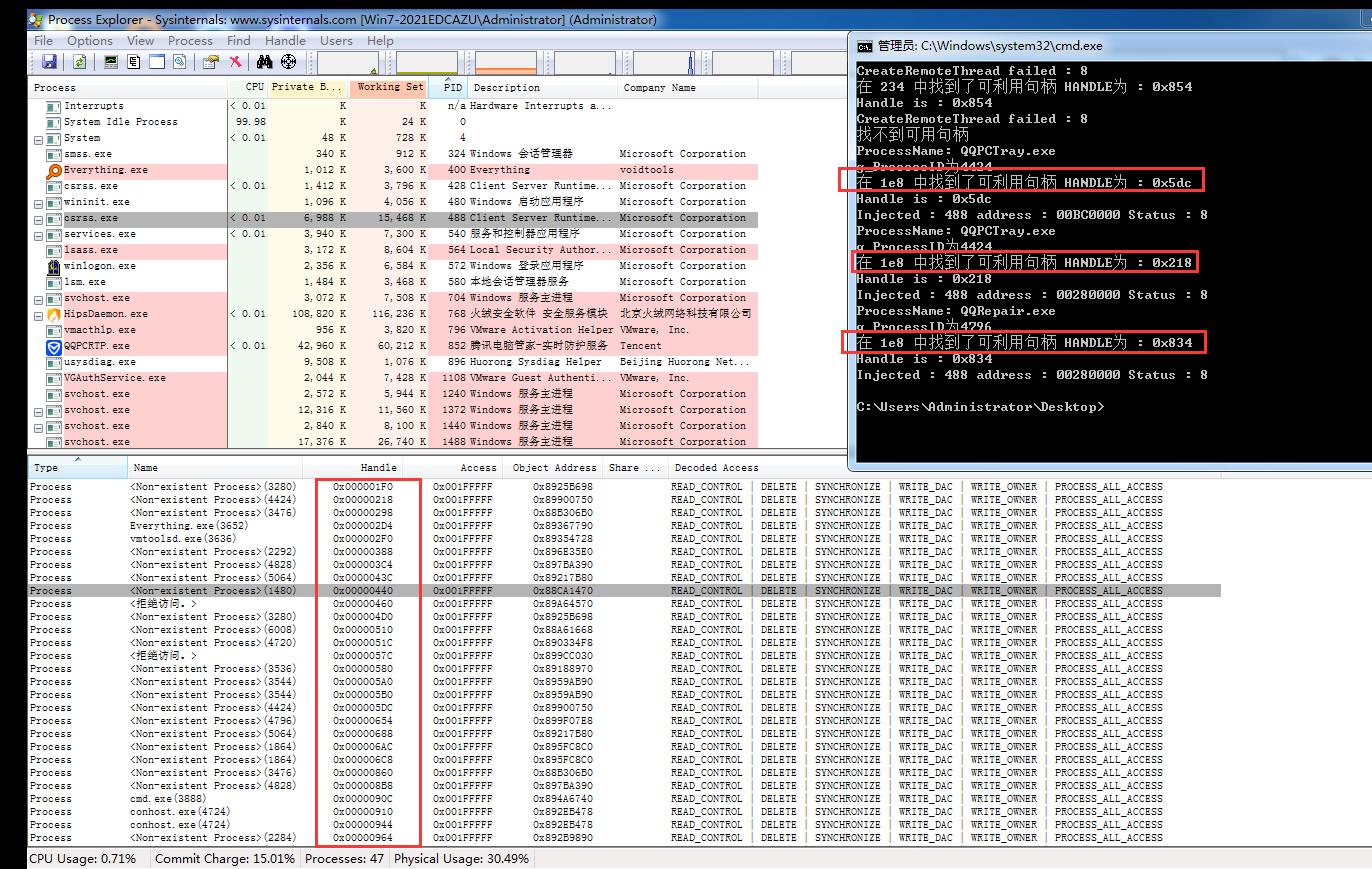 Process Explorer - Sysinternals: www.sysinternals.com [Win7-2021EDCAZU\Administrator] (Administrator)
File Options View Process Find Handle Users Help
Process CPU Private B... Working Set PID Description Company Name
Interrupts < 0.01 K K n/a Hardware Interrupts a...
System Idle Process 99.98 K 24 K 0
System < 0.01 48 K 728 K 4
smss.exe 340 K 912 K 324 Windows 会话管理器 Microsoft Corporation
Everything.exe 1,012 K 3,600 K 400 Everything voidtools
csrss.exe < 0.01 1,412 K 3,796 K 428 Client Server Runtime... Microsoft Corporation
wininit.exe 1,096 K 4,056 K 480 Windows 启动应用程序 Microsoft Corporation
csrss.exe < 0.01 6,988 K 15,468 K 488 Client Server Runtime... Microsoft Corporation
services.exe < 0.01 3,940 K 7,300 K 540 服务和控制器应用程序 Microsoft Corporation
lsass.exe 3,172 K 8,604 K 564 Local Security Author... Microsoft Corporation
winlogon.exe 2,356 K 6,584 K 572 Windows 登录应用程序 Microsoft Corporation
lsm.exe 1,484 K 3,468 K 580 本地会话管理器服务 Microsoft Corporation
svchost.exe 3,072 K 7,508 K 704 Windows 服务主进程 Microsoft Corporation
HipsDaemon.exe < 0.01 108,820 K 116,236 K 768 火绒安全软件 安全服务模块 北京火绒网络科技有限公司
vmacthlp.exe 956 K 3,820 K 796 VMware Activation Helper VMware, Inc.
QQPCRTP.exe < 0.01 42,960 K 60,212 K 852 腾讯电脑管家-实时防护服务 Tencent
usysdiag.exe 9,508 K 1,076 K 896 Huorong Sysdiag Helper Beijing Huorong Net...
VGAuthService.exe 2,044 K 7,428 K 1108 VMware Guest Authenti... VMware, Inc.
svchost.exe 2,572 K 5,944 K 1240 Windows 服务主进程 Microsoft Corporation
svchost.exe 12,316 K 11,560 K 1372 Windows 服务主进程 Microsoft Corporation
svchost.exe 2,840 K 8,100 K 1440 Windows 服务主进程 Microsoft Corporation
svchost.exe 17,376 K 26,740 K 1488 Windows 服务主进程 Microsoft Corporation
管理员: C:\Windows\system32\cmd.exe
CreateRemoteThread failed : 8
在 234 中找到了可利用句柄 HANDLE为 : 0x854
Handle is : 0x854
CreateRemoteThread failed : 8
找不到可用句柄
ProcessName: QQPCTray.exe
g_ProcessID为4424
在 1e8 中找到了可利用句柄 HANDLE为 : 0x5dc
Handle is : 0x5dc
Injected : 488 address : 00BC0000 Status : 8
ProcessName: QQPCTray.exe
g_ProcessID为4424
在 1e8 中找到了可利用句柄 HANDLE为 : 0x218
Handle is : 0x218
Injected : 488 address : 00280000 Status : 8
ProcessName: QQRepair.exe
g_ProcessID为4796
在 1e8 中找到了可利用句柄 HANDLE为 : 0x834
Handle is : 0x834
Injected : 488 address : 00280000 Status : 8
C:\Users\Administrator\Desktop>
Type Name Handle Access Object Address Share ... Decoded Access
Process <Non-existent Process>(3280) 0x000001F0 0x001FFFFF 0x8925B698 READ_CONTROL | DELETE | SYNCHRONIZE | WRITE_DAC | WRITE_OWNER | PROCESS_ALL_ACCESS
Process <Non-existent Process>(4424) 0x00000218 0x001FFFFF 0x89900750 READ_CONTROL | DELETE | SYNCHRONIZE | WRITE_DAC | WRITE_OWNER | PROCESS_ALL_ACCESS
Process <Non-existent Process>(3476) 0x00000298 0x001FFFFF 0x88B306B0 READ_CONTROL | DELETE | SYNCHRONIZE | WRITE_DAC | WRITE_OWNER | PROCESS_ALL_ACCESS
Process Everything.exe(3652) 0x000002D4 0x001FFFFF 0x89367790 READ_CONTROL | DELETE | SYNCHRONIZE | WRITE_DAC | WRITE_OWNER | PROCESS_ALL_ACCESS
Process vmtoolsd.exe(3636) 0x000002F0 0x001FFFFF 0x89354728 READ_CONTROL | DELETE | SYNCHRONIZE | WRITE_DAC | WRITE_OWNER | PROCESS_ALL_ACCESS
Process <Non-existent Process>(2292) 0x00000388 0x001FFFFF 0x896E35E0 READ_CONTROL | DELETE | SYNCHRONIZE | WRITE_DAC | WRITE_OWNER | PROCESS_ALL_ACCESS
Process <Non-existent Process>(4828) 0x000003C4 0x001FFFFF 0x897BA390 READ_CONTROL | DELETE | SYNCHRONIZE | WRITE_DAC | WRITE_OWNER | PROCESS_ALL_ACCESS
Process <Non-existent Process>(5064) 0x0000043C 0x001FFFFF 0x89217B80 READ_CONTROL | DELETE | SYNCHRONIZE | WRITE_DAC | WRITE_OWNER | PROCESS_ALL_ACCESS
Process <Non-existent Process>(1480) 0x00000440 0x001FFFFF 0x88CA1470 READ_CONTROL | DELETE | SYNCHRONIZE | WRITE_DAC | WRITE_OWNER | PROCESS_ALL_ACCESS
Process <拒绝访问。> 0x00000460 0x001FFFFF 0x89A64570 READ_CONTROL | DELETE | SYNCHRONIZE | WRITE_DAC | WRITE_OWNER | PROCESS_ALL_ACCESS
Process <Non-existent Process>(3280) 0x000004D0 0x001FFFFF 0x8925B698 READ_CONTROL | DELETE | SYNCHRONIZE | WRITE_DAC | WRITE_OWNER | PROCESS_ALL_ACCESS
Process <Non-existent Process>(6008) 0x00000510 0x001FFFFF 0x88A61668 READ_CONTROL | DELETE | SYNCHRONIZE | WRITE_DAC | WRITE_OWNER | PROCESS_ALL_ACCESS
Process <Non-existent Process>(4720) 0x0000051C 0x001FFFFF 0x890334F8 READ_CONTROL | DELETE | SYNCHRONIZE | WRITE_DAC | WRITE_OWNER | PROCESS_ALL_ACCESS
Process <拒绝访问。> 0x0000057C 0x001FFFFF 0x899CC030 READ_CONTROL | DELETE | SYNCHRONIZE | WRITE_DAC | WRITE_OWNER | PROCESS_ALL_ACCESS
Process <Non-existent Process>(3536) 0x00000580 0x001FFFFF 0x89188970 READ_CONTROL | DELETE | SYNCHRONIZE | WRITE_DAC | WRITE_OWNER | PROCESS_ALL_ACCESS
Process <Non-existent Process>(3544) 0x000005A0 0x001FFFFF 0x8959AB90 READ_CONTROL | DELETE | SYNCHRONIZE | WRITE_DAC | WRITE_OWNER | PROCESS_ALL_ACCESS
Process <Non-existent Process>(3544) 0x000005B0 0x001FFFFF 0x8959AB90 READ_CONTROL | DELETE | SYNCHRONIZE | WRITE_DAC | WRITE_OWNER | PROCESS_ALL_ACCESS
Process <Non-existent Process>(4424) 0x000005DC 0x001FFFFF 0x89900750 READ_CONTROL | DELETE | SYNCHRONIZE | WRITE_DAC | WRITE_OWNER | PROCESS_ALL_ACCESS
Process <Non-existent Process>(4796) 0x00000654 0x001FFFFF 0x899F07E8 READ_CONTROL | DELETE | SYNCHRONIZE | WRITE_DAC | WRITE_OWNER | PROCESS_ALL_ACCESS
Process <Non-existent Process>(5064) 0x00000688 0x001FFFFF 0x89217B80 READ_CONTROL | DELETE | SYNCHRONIZE | WRITE_DAC | WRITE_OWNER | PROCESS_ALL_ACCESS
Process <Non-existent Process>(1864) 0x000006AC 0x001FFFFF 0x895FC8C0 READ_CONTROL | DELETE | SYNCHRONIZE | WRITE_DAC | WRITE_OWNER | PROCESS_ALL_ACCESS
Process <Non-existent Process>(1864) 0x000006C8 0x001FFFFF 0x895FC8C0 READ_CONTROL | DELETE | SYNCHRONIZE | WRITE_DAC | WRITE_OWNER | PROCESS_ALL_ACCESS
Process <Non-existent Process>(3476) 0x00000860 0x001FFFFF 0x88B306B0 READ_CONTROL | DELETE | SYNCHRONIZE | WRITE_DAC | WRITE_OWNER | PROCESS_ALL_ACCESS
Process <Non-existent Process>(4828) 0x000008B8 0x001FFFFF 0x897BA390 READ_CONTROL | DELETE | SYNCHRONIZE | WRITE_DAC | WRITE_OWNER | PROCESS_ALL_ACCESS
Process cmd.exe(3888) 0x0000090C 0x001FFFFF 0x894A6740 READ_CONTROL | DELETE | SYNCHRONIZE | WRITE_DAC | WRITE_OWNER | PROCESS_ALL_ACCESS
Process conhost.exe(4724) 0x00000910 0x001FFFFF 0x892EB478 READ_CONTROL | DELETE | SYNCHRONIZE | WRITE_DAC | WRITE_OWNER | PROCESS_ALL_ACCESS
Process conhost.exe(4724) 0x00000944 0x001FFFFF 0x892EB478 READ_CONTROL | DELETE | SYNCHRONIZE | WRITE_DAC | WRITE_OWNER | PROCESS_ALL_ACCESS
Process <Non-existent Process>(2284) 0x00000964 0x001FFFFF 0x892B9890 READ_CONTROL | DELETE | SYNCHRONIZE | WRITE_DAC | WRITE_OWNER | PROCESS_ALL_ACCESS
CPU Usage: 0.71% Commit Charge: 15.01% Processes: 47 Physical Usage: 30.49%